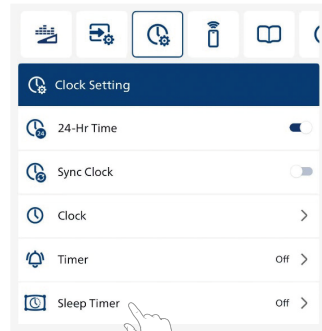 Clock Setting
24-Hr Time
Sync Clock
Clock
Timer Off
Sleep Timer Off